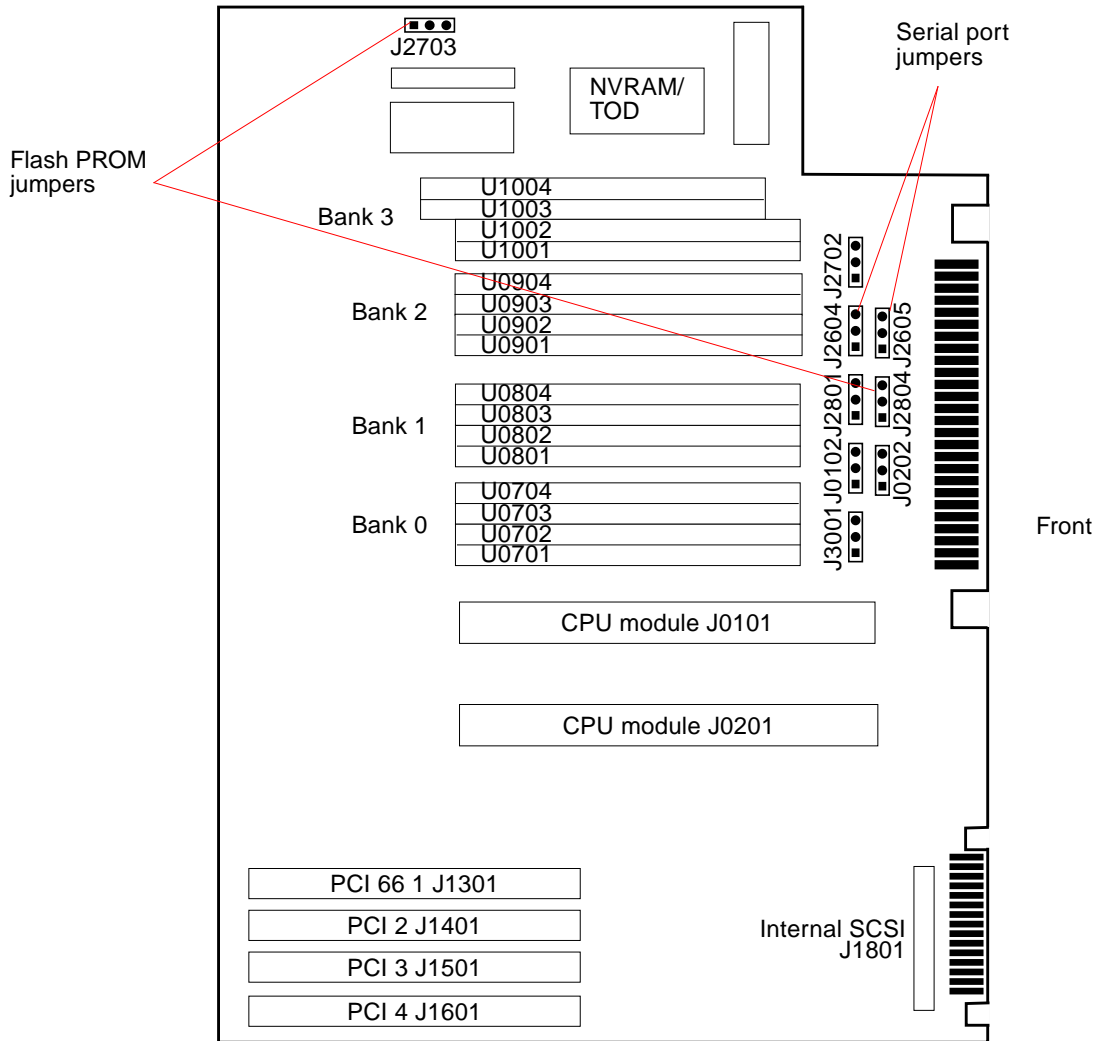 J2703
Serial port
jumpers
NVRAM/
TOD
Flash PROM
jumpers
Bank 3
U1004
U1003
U1002
U1001
Bank 2
U0904
U0903
U0902
U0901
Bank 1
U0804
U0803
U0802
U0801
Bank 0
U0704
U0703
U0702
U0701
J2702
J2604
J2605
J2801
J2804
J0102
J0202
J3001
Front
CPU module J0101
CPU module J0201
PCI 66 1 J1301
PCI 2 J1401
PCI 3 J1501
PCI 4 J1601
Internal SCSI
J1801